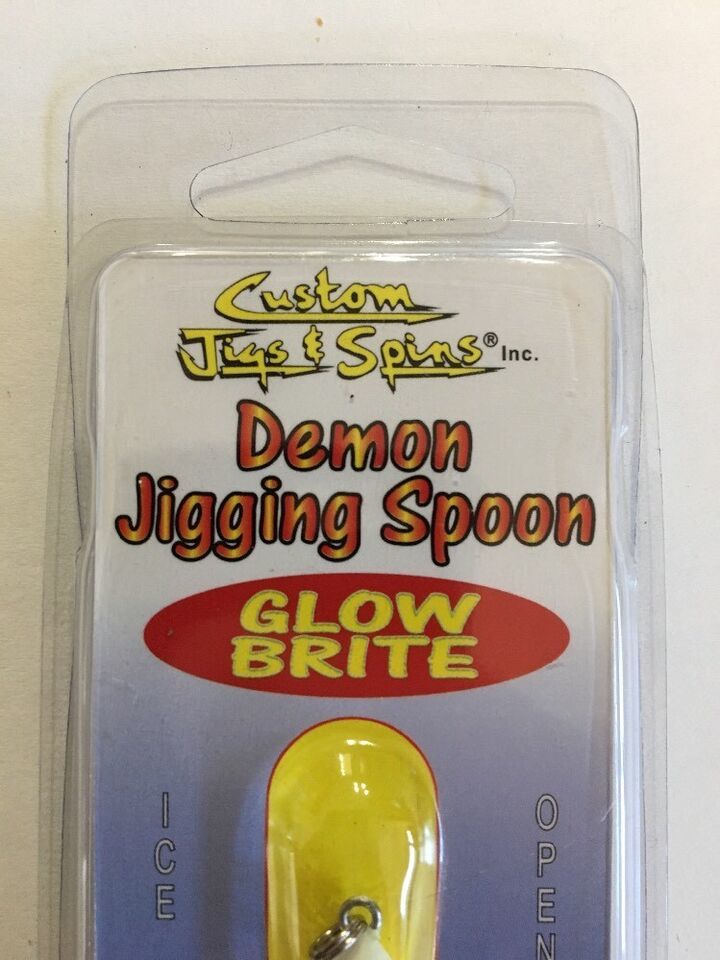 Custom
Jigs & Spins® Inc.
Demon
Jigging Spoon
GLOW
BRITE
ICE
OPEN